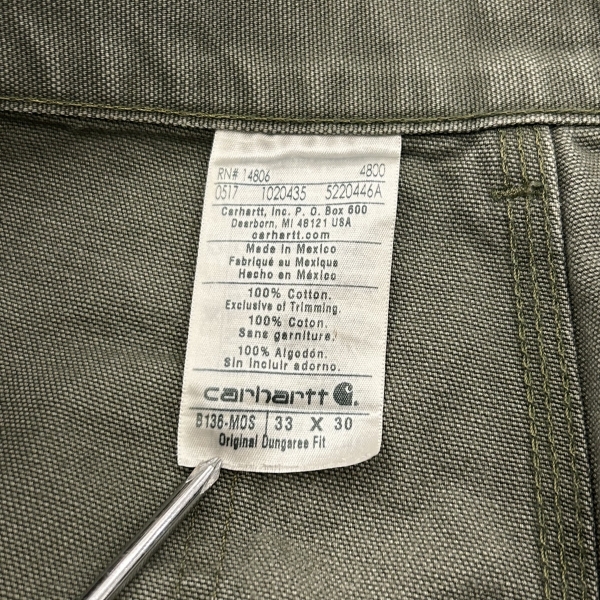 RN# 14806 4800
0517 1020435 5220446A
Carhartt, Inc. P. O. Box 600
Dearborn, MI 48121 USA
carhartt.com
Made in Mexico
Fabriqué au Mexique
Hecho en México
100% Cotton.
Exclusive of Trimming.
100% Coton.
Sans garniture.
100% Algodón.
Sin incluir adorno.
carhartt
B136-MOS 33 X 30
Original Dungaree Fit